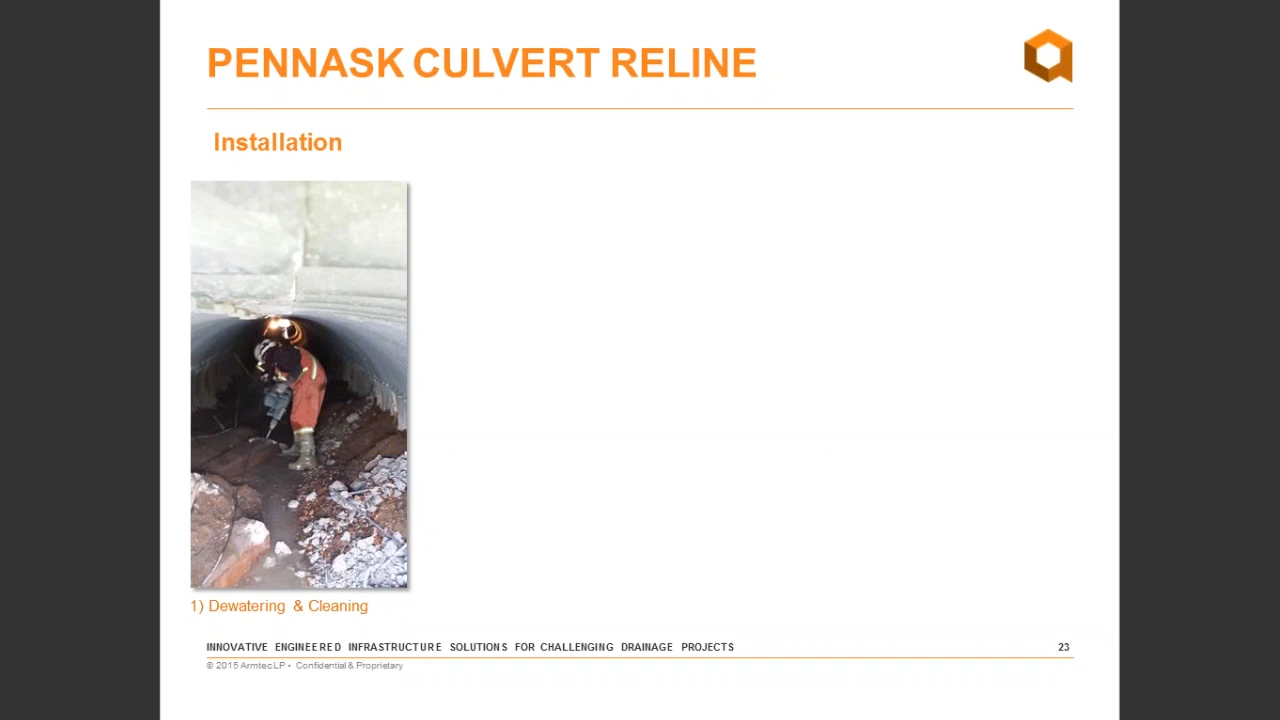 PENNASK CULVERT RELINE
Installation
1) Dewatering & Cleaning
INNOVATIVE ENGINEERED INFRASTRUCTURE SOLUTIONS FOR CHALLENGING DRAINAGE PROJECTS 23
© 2015 Armtec LP • Confidential & Proprietary